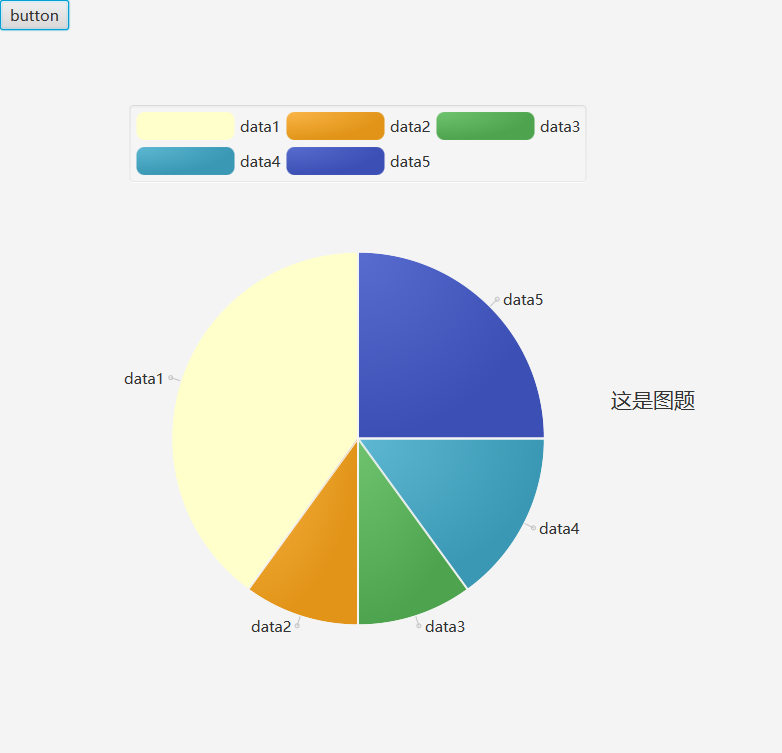 button
data1 data2 data3
data4 data5
data5
data1
这是图题
data4
data2 data3